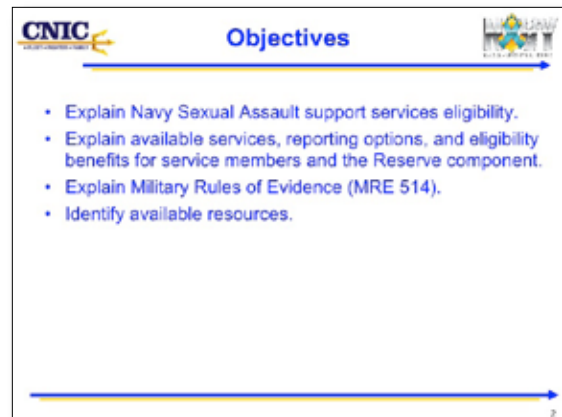 CNIC
Objectives
• Explain Navy Sexual Assault support services eligibility.
• Explain available services, reporting options, and eligibility
benefits for service members and the Reserve component.
• Explain Military Rules of Evidence (MRE 514).
• Identify available resources.
2